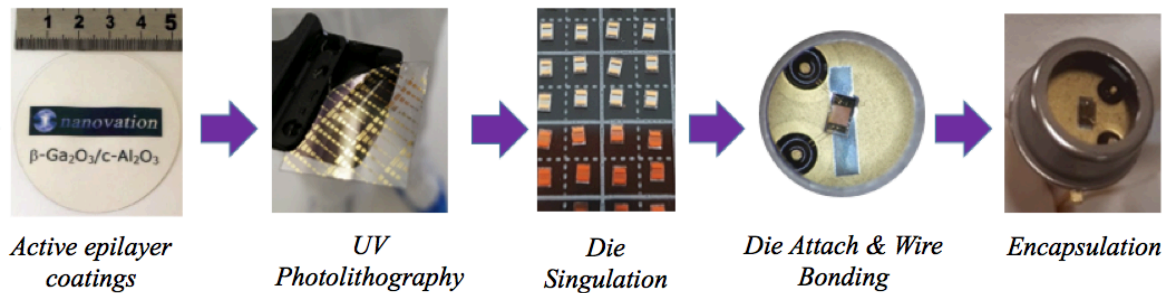 1 2 3 4 5
nanovation
β-Ga₂O₃/c-Al₂O₃
Active epilayer
coatings
UV
Photolithography
Die
Singulation
Die Attach & Wire
Bonding
Encapsulation